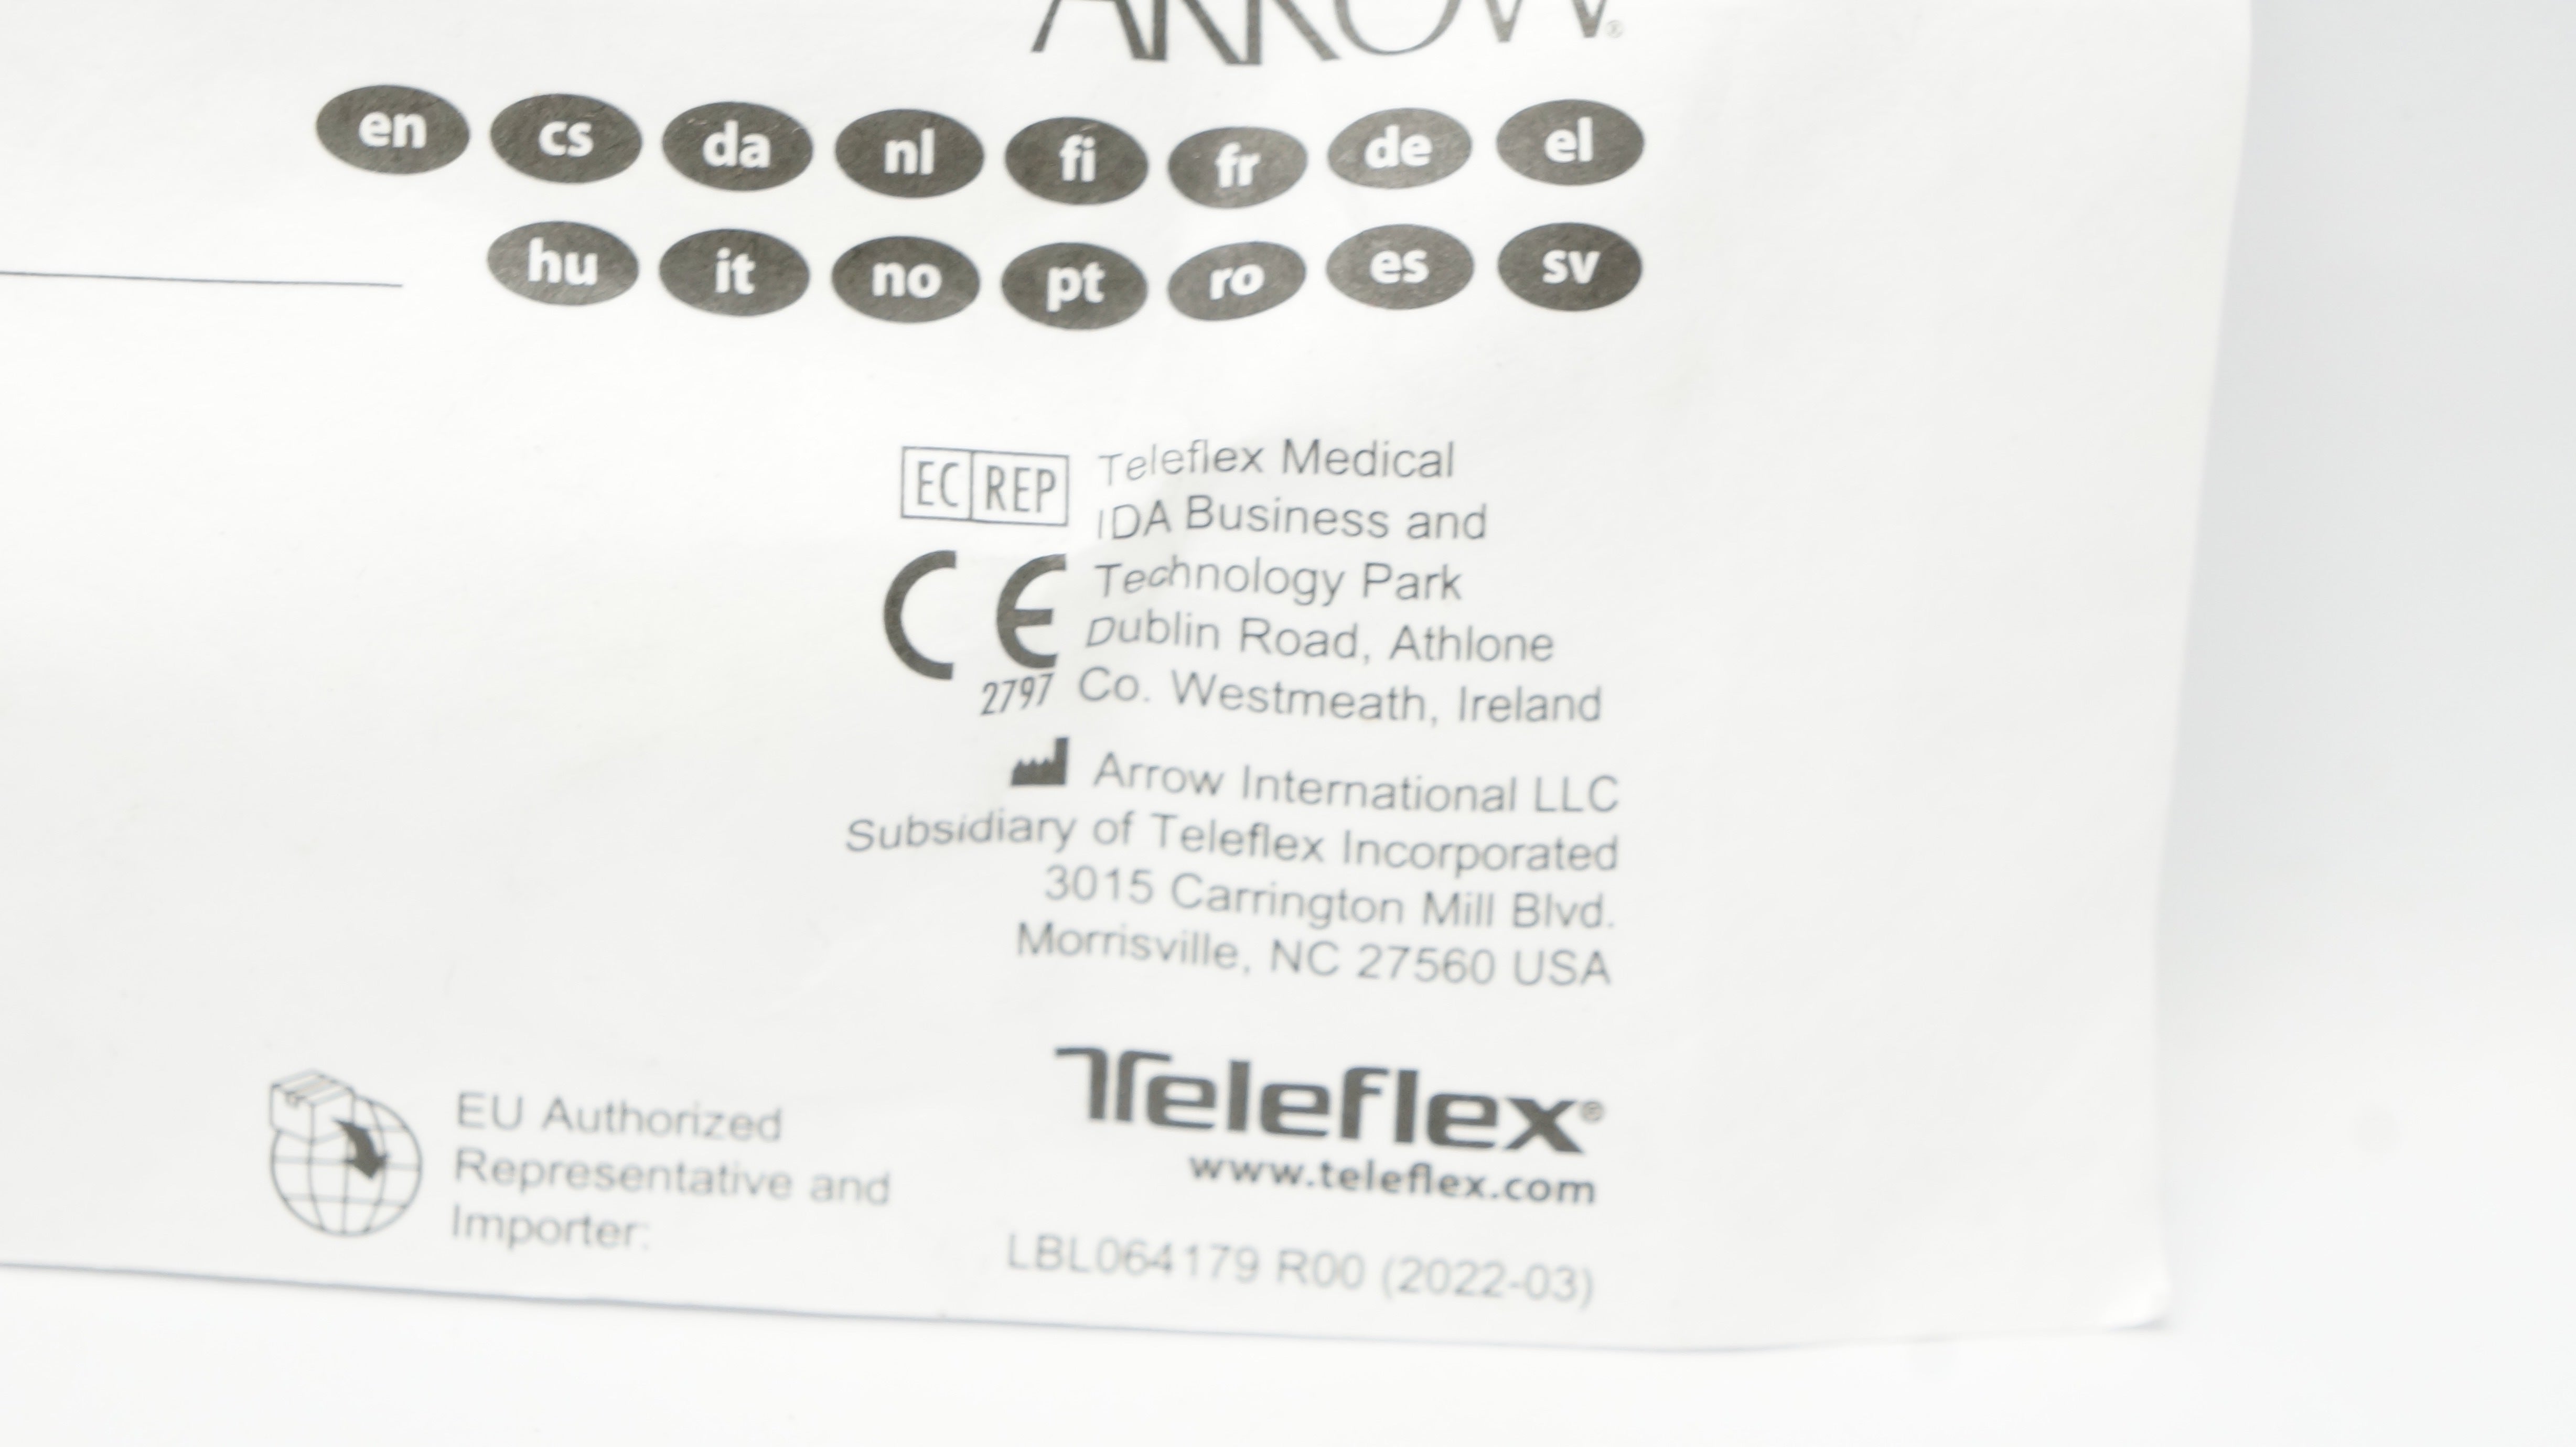 ARROW®
en cs da nl fi fr de el
hu it no pt ro es sv
EC REP Teleflex Medical
IDA Business and
Technology Park
Dublin Road, Athlone
Co. Westmeath, Ireland
CE
2797
Arrow International LLC
Subsidiary of Teleflex Incorporated
3015 Carrington Mill Blvd.
Morrisville, NC 27560 USA
EU Authorized
Representative and
Importer:
Teleflex®
www.teleflex.com
LBL064179 R00 (2022-03)